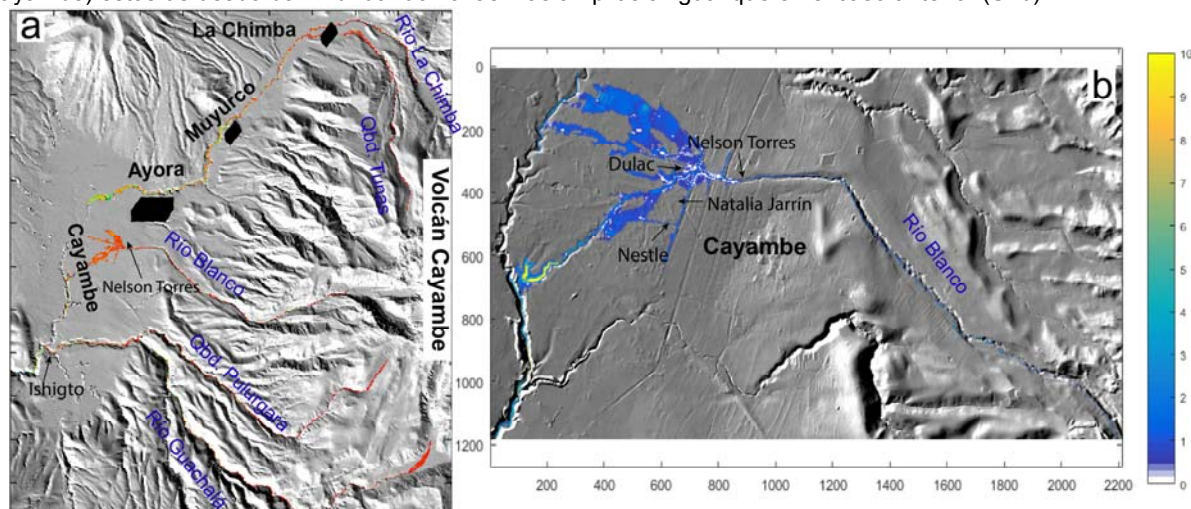 a
La Chimba
Río La Chimba
Muyurco
Qbd. Tunas
Ayora
Volcán Cayambe
Cayambe
Río Blanco
Nelson Torres
Qbd. Pulurgara
Ishigto
Río Guachalá
b
0
200
400
600
800
1000
1200
200 400 600 800 1000 1200 1400 1600 1800 2000 2200
Nelson Torres
Dulac
Natalia Jarrín
Nestle
Cayambe
Río Blanco
10
9
8
7
6
5
4
3
2
1
0